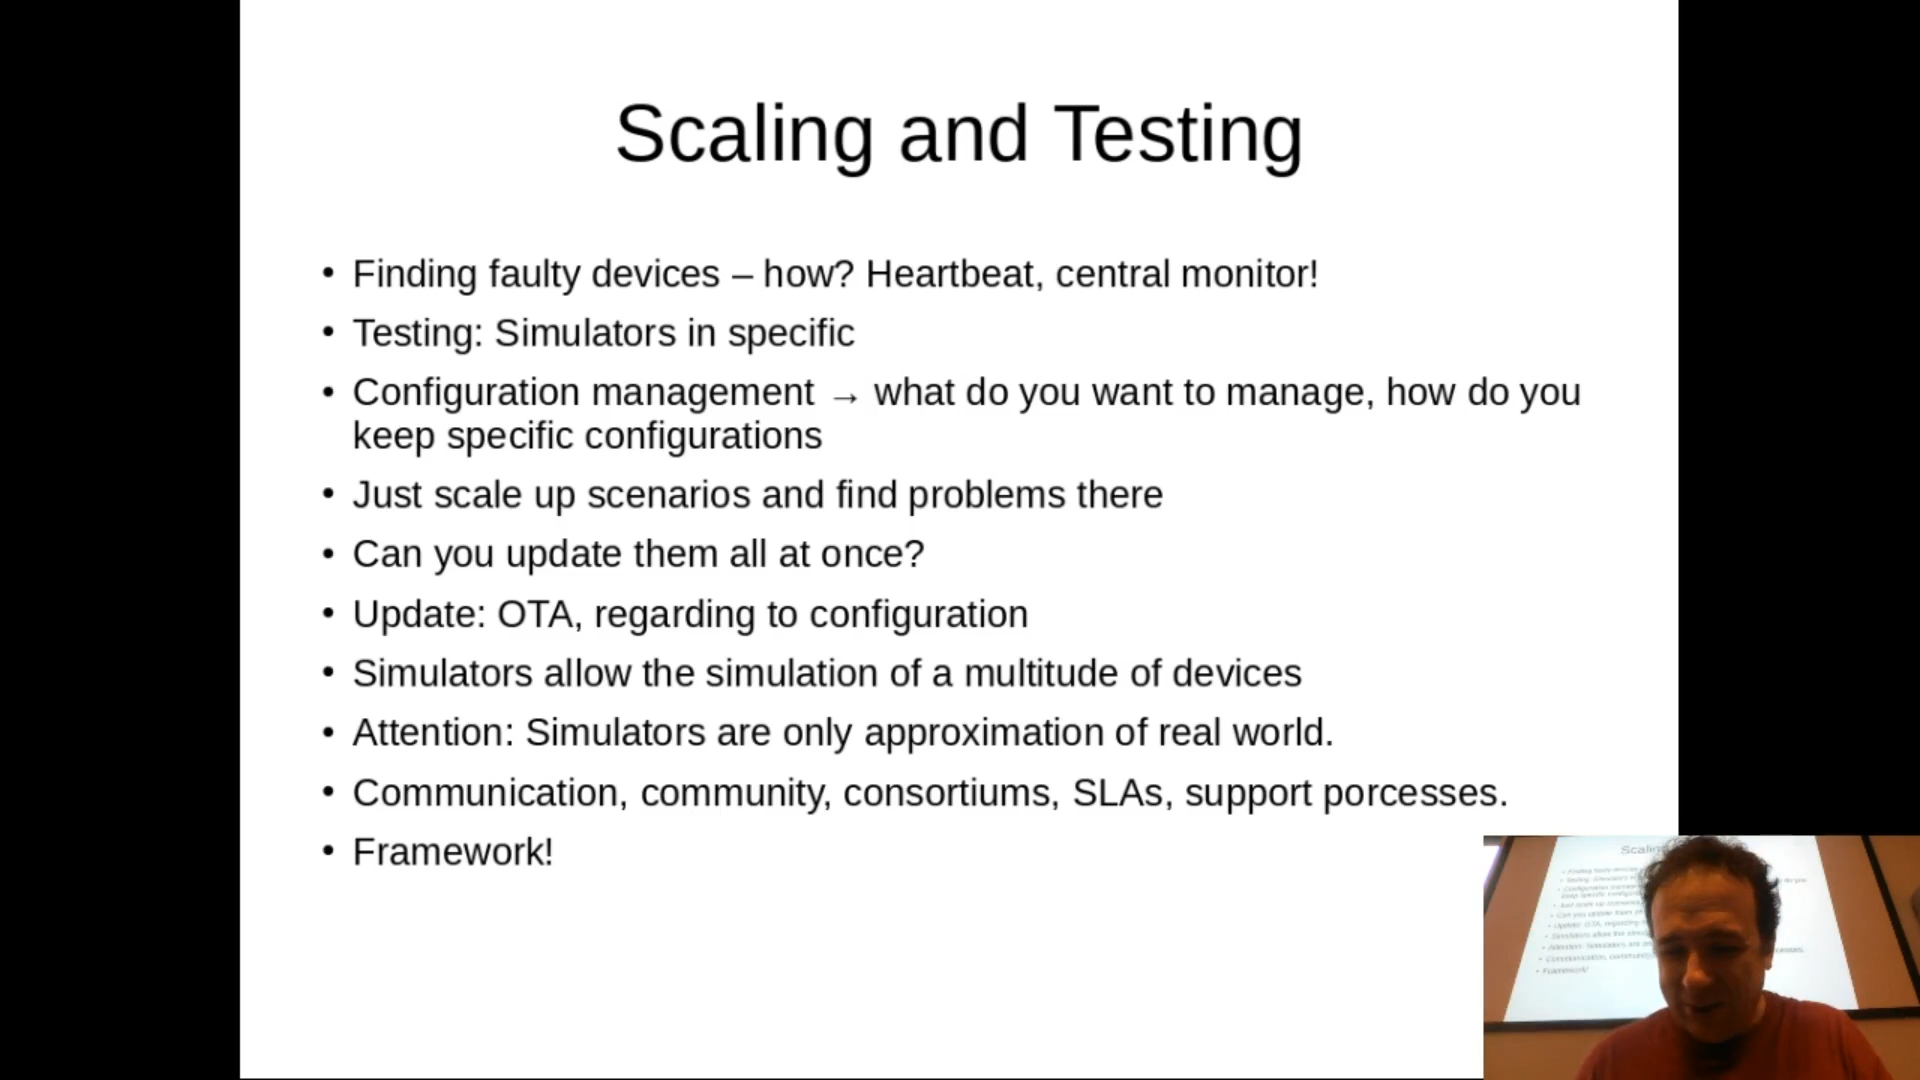 Scaling and Testing
• Finding faulty devices – how? Heartbeat, central monitor!
• Testing: Simulators in specific
• Configuration management → what do you want to manage, how do you
keep specific configurations
• Just scale up scenarios and find problems there
• Can you update them all at once?
• Update: OTA, regarding to configuration
• Simulators allow the simulation of a multitude of devices
• Attention: Simulators are only approximation of real world.
• Communication, community, consortiums, SLAs, support porcesses.
• Framework!